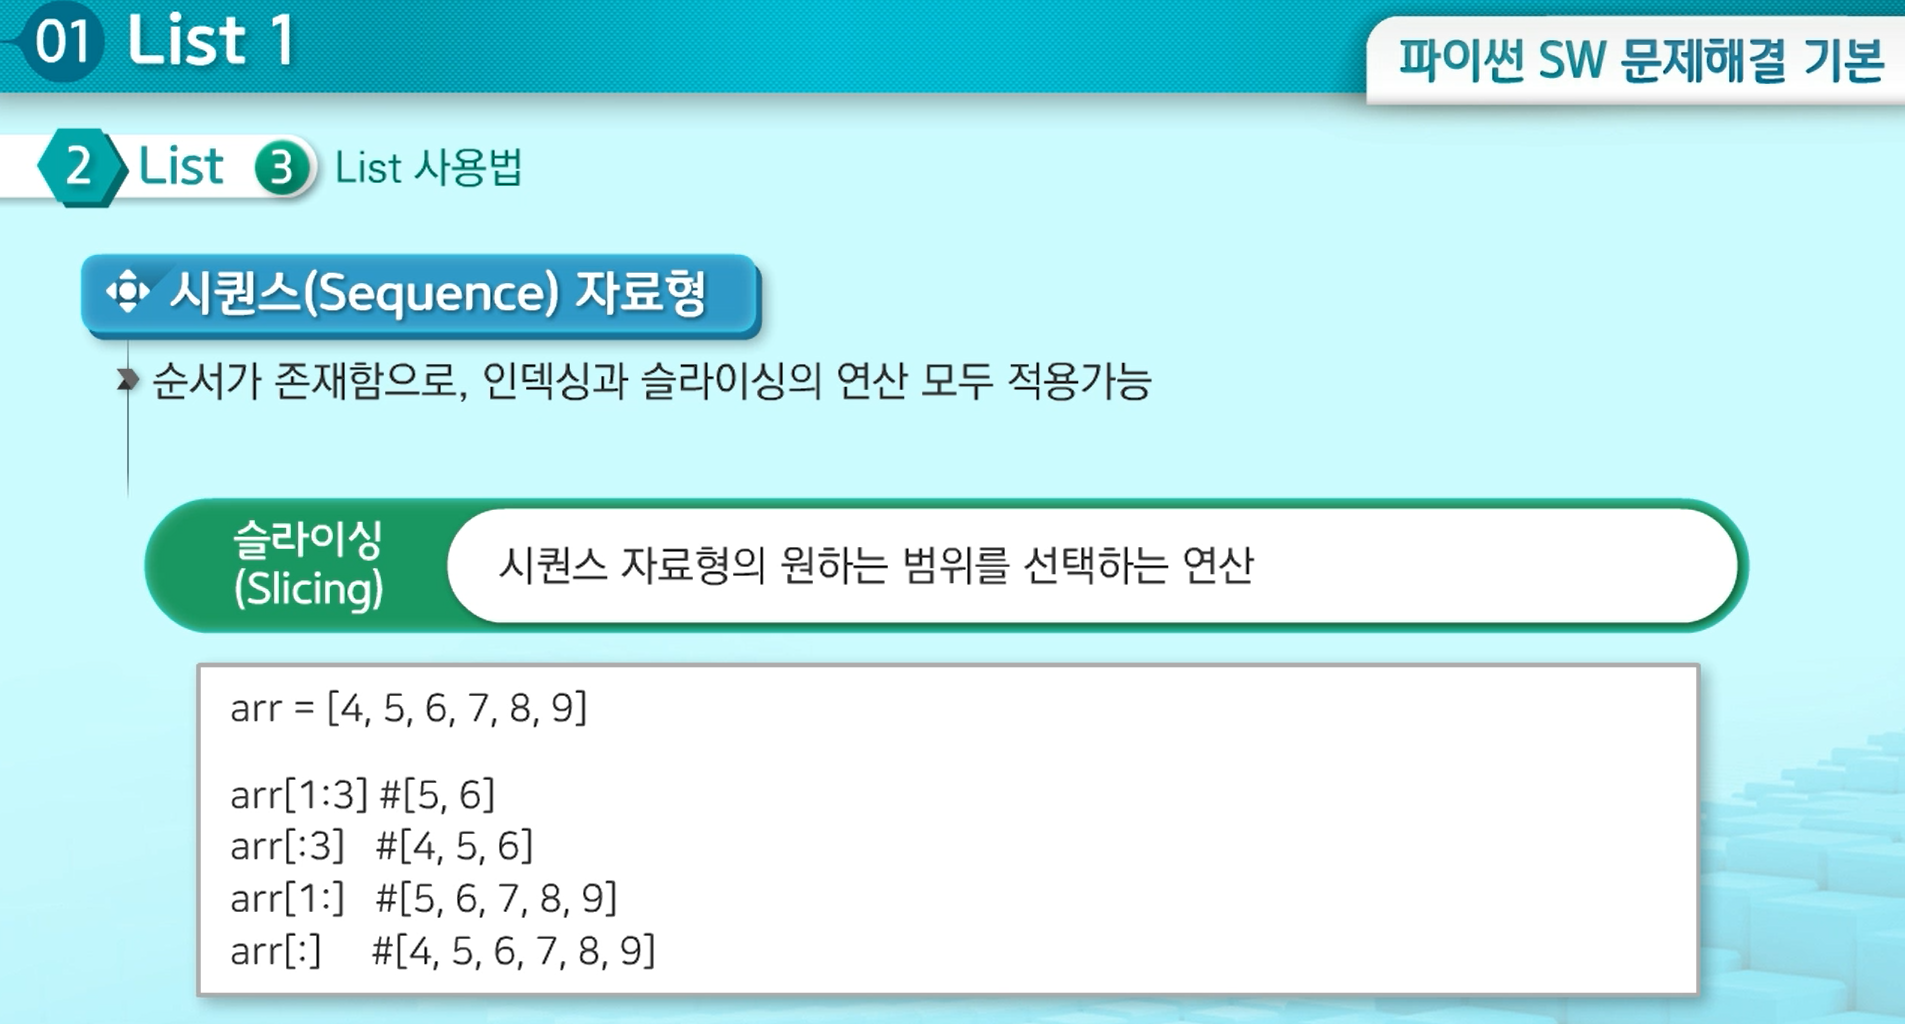 01 List 1
파이썬 SW 문제해결 기본
2 List 3 List 사용법
시퀀스(Sequence) 자료형
순서가 존재함으로, 인덱싱과 슬라이싱의 연산 모두 적용가능
슬라이싱
(Slicing)
시퀀스 자료형의 원하는 범위를 선택하는 연산
arr = [4, 5, 6, 7, 8, 9]
arr[1:3] #[5, 6]
arr[:3] #[4, 5, 6]
arr[1:] #[5, 6, 7, 8, 9]
arr[:] #[4, 5, 6, 7, 8, 9]